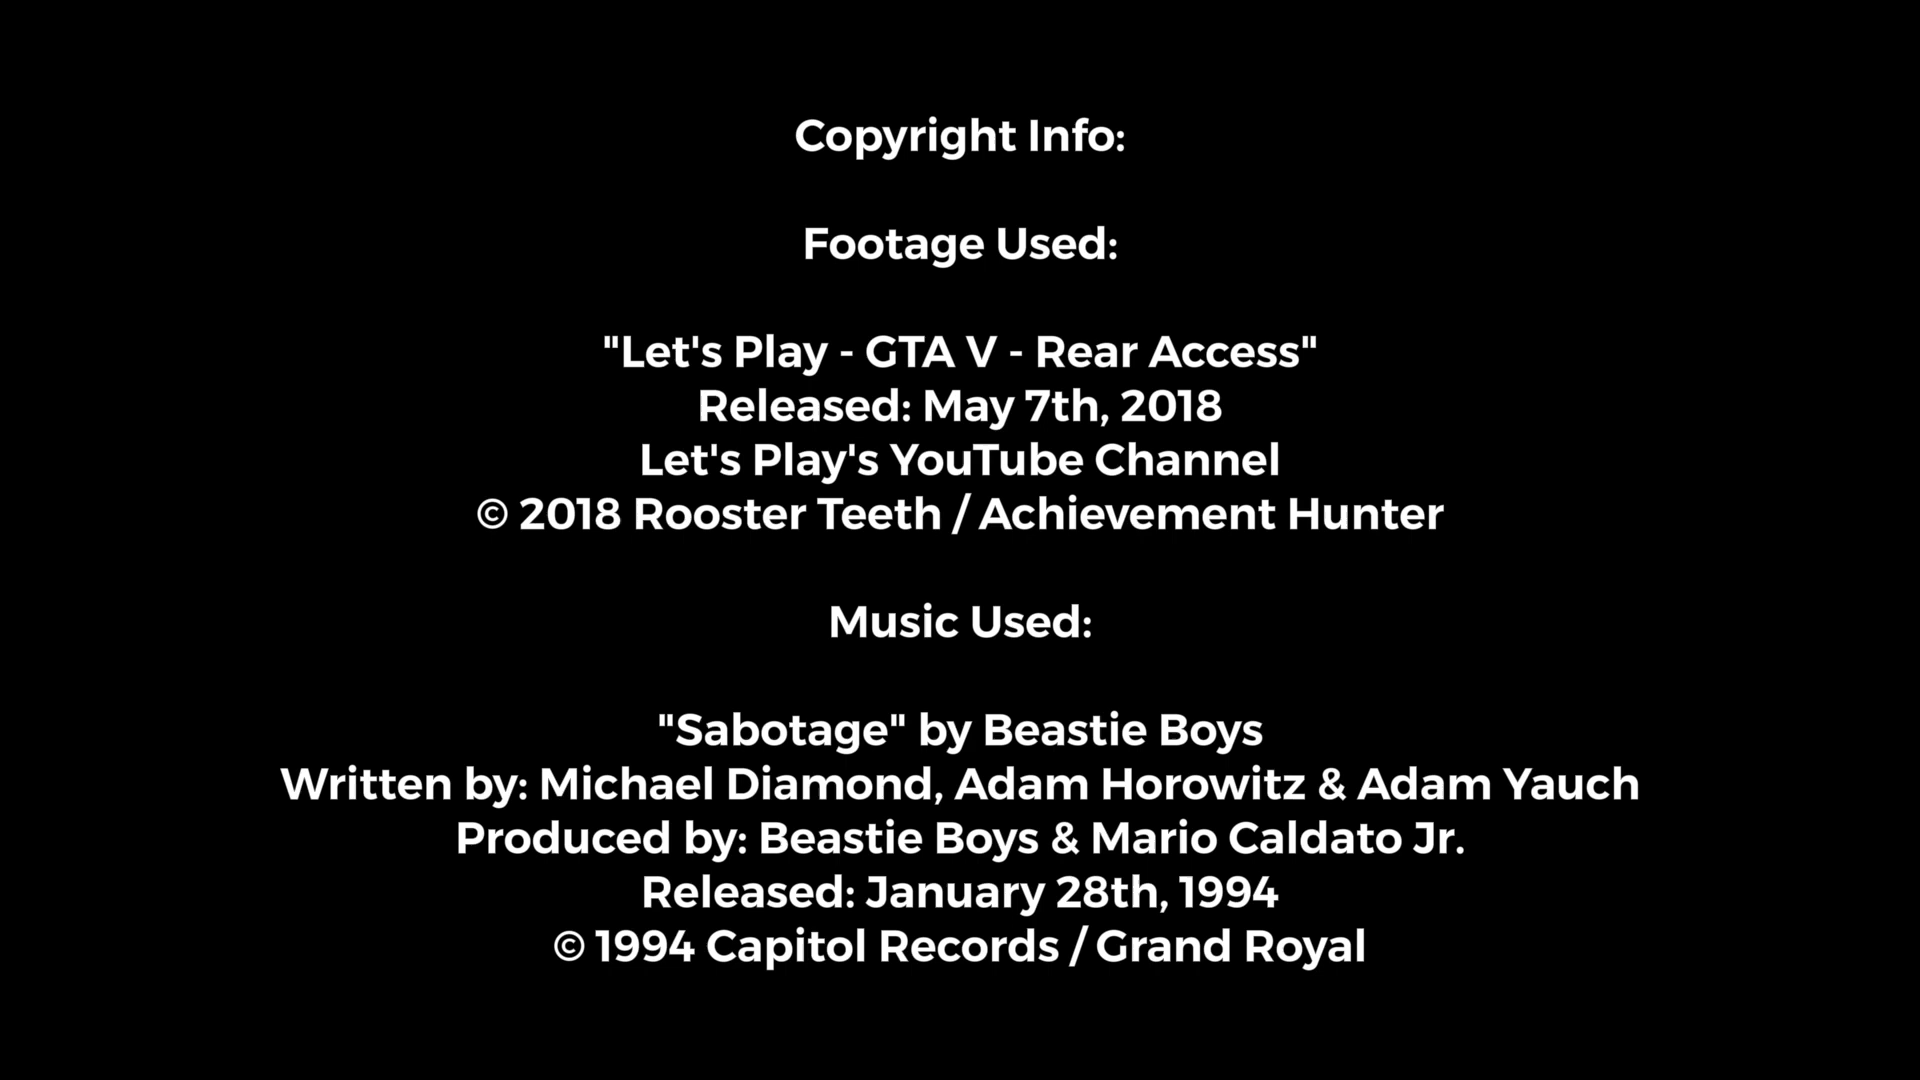 Copyright Info:
Footage Used:
"Let's Play - GTA V - Rear Access"
Released: May 7th, 2018
Let's Play's YouTube Channel
© 2018 Rooster Teeth / Achievement Hunter
Music Used:
"Sabotage" by Beastie Boys
Written by: Michael Diamond, Adam Horowitz & Adam Yauch
Produced by: Beastie Boys & Mario Caldato Jr.
Released: January 28th, 1994
© 1994 Capitol Records / Grand Royal